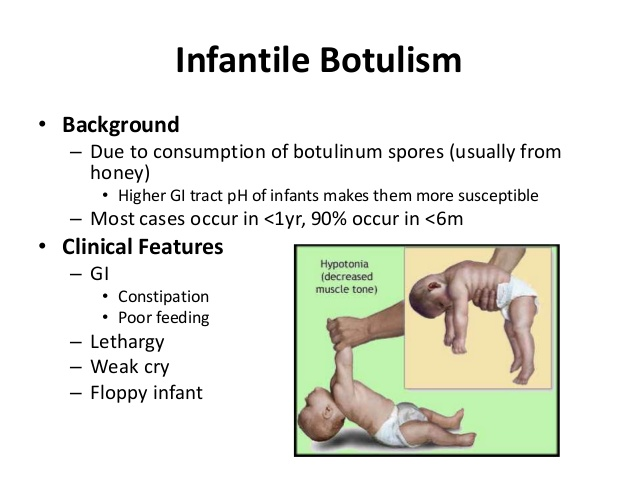 Infantile Botulism
• Background
– Due to consumption of botulinum spores (usually from
honey)
• Higher GI tract pH of infants makes them more susceptible
– Most cases occur in <1yr, 90% occur in <6m
• Clinical Features
– GI
• Constipation
• Poor feeding
– Lethargy
– Weak cry
– Floppy infant
Hypotonia
(decreased
muscle tone)